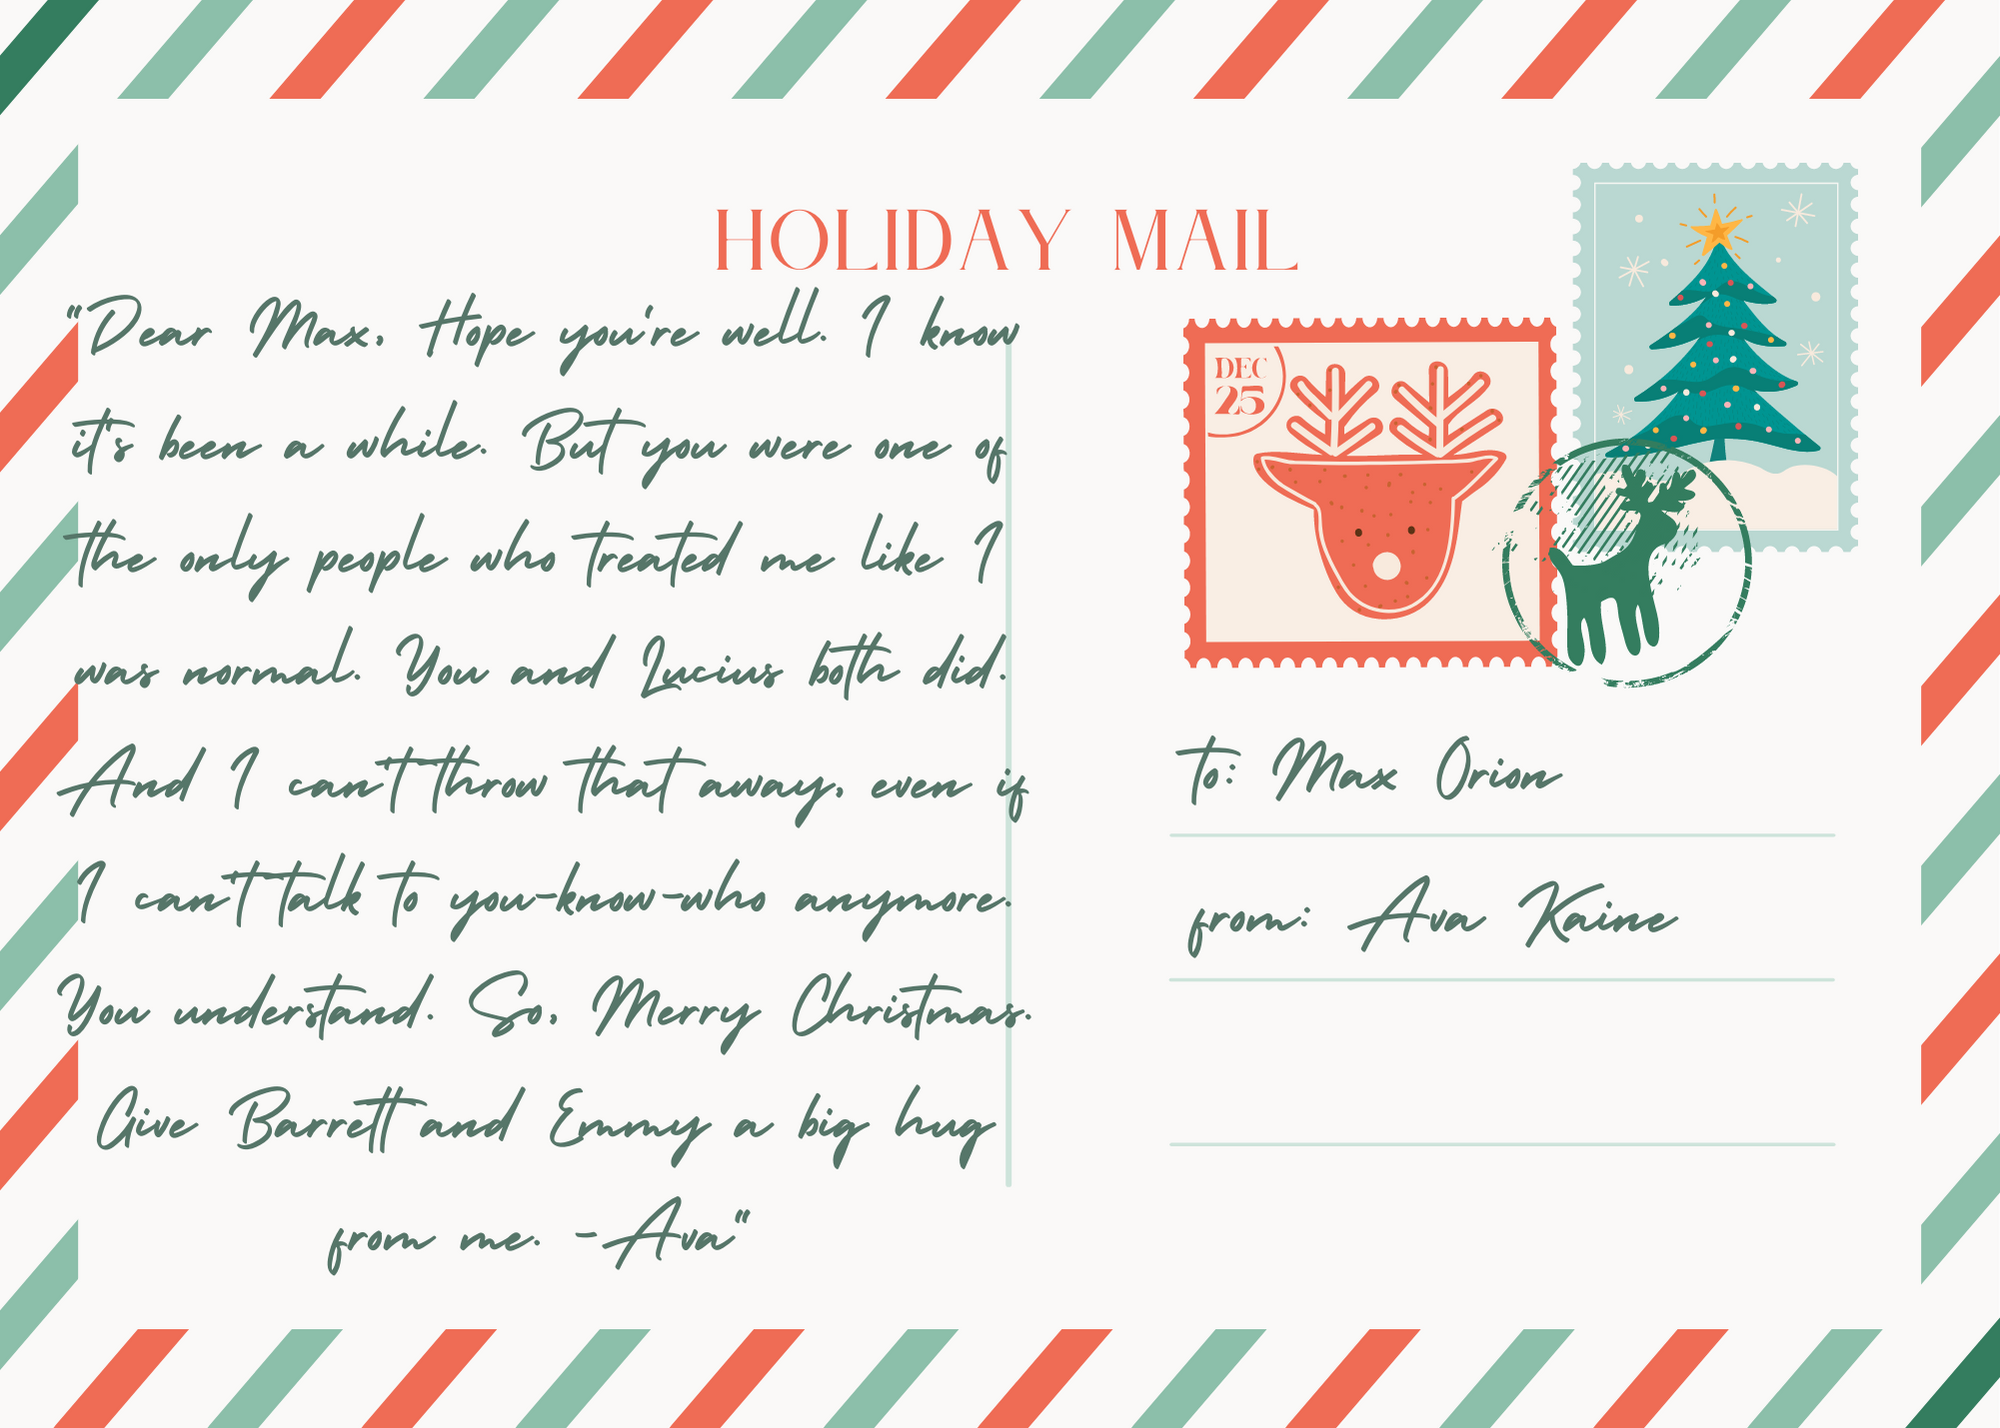 HOLIDAY MAIL
"Dear Max, Hope you're well. I know
it's been a while. But you were one of
the only people who treated me like I
was normal. You and Lucius both did.
And I can't throw that away, even if
I can't talk to you-know-who anymore.
You understand. So, Merry Christmas.
Give Barrett and Emmy a big hug
from me. -Ava"
DEC
25
to: Max Orion
from: Ava Kaine